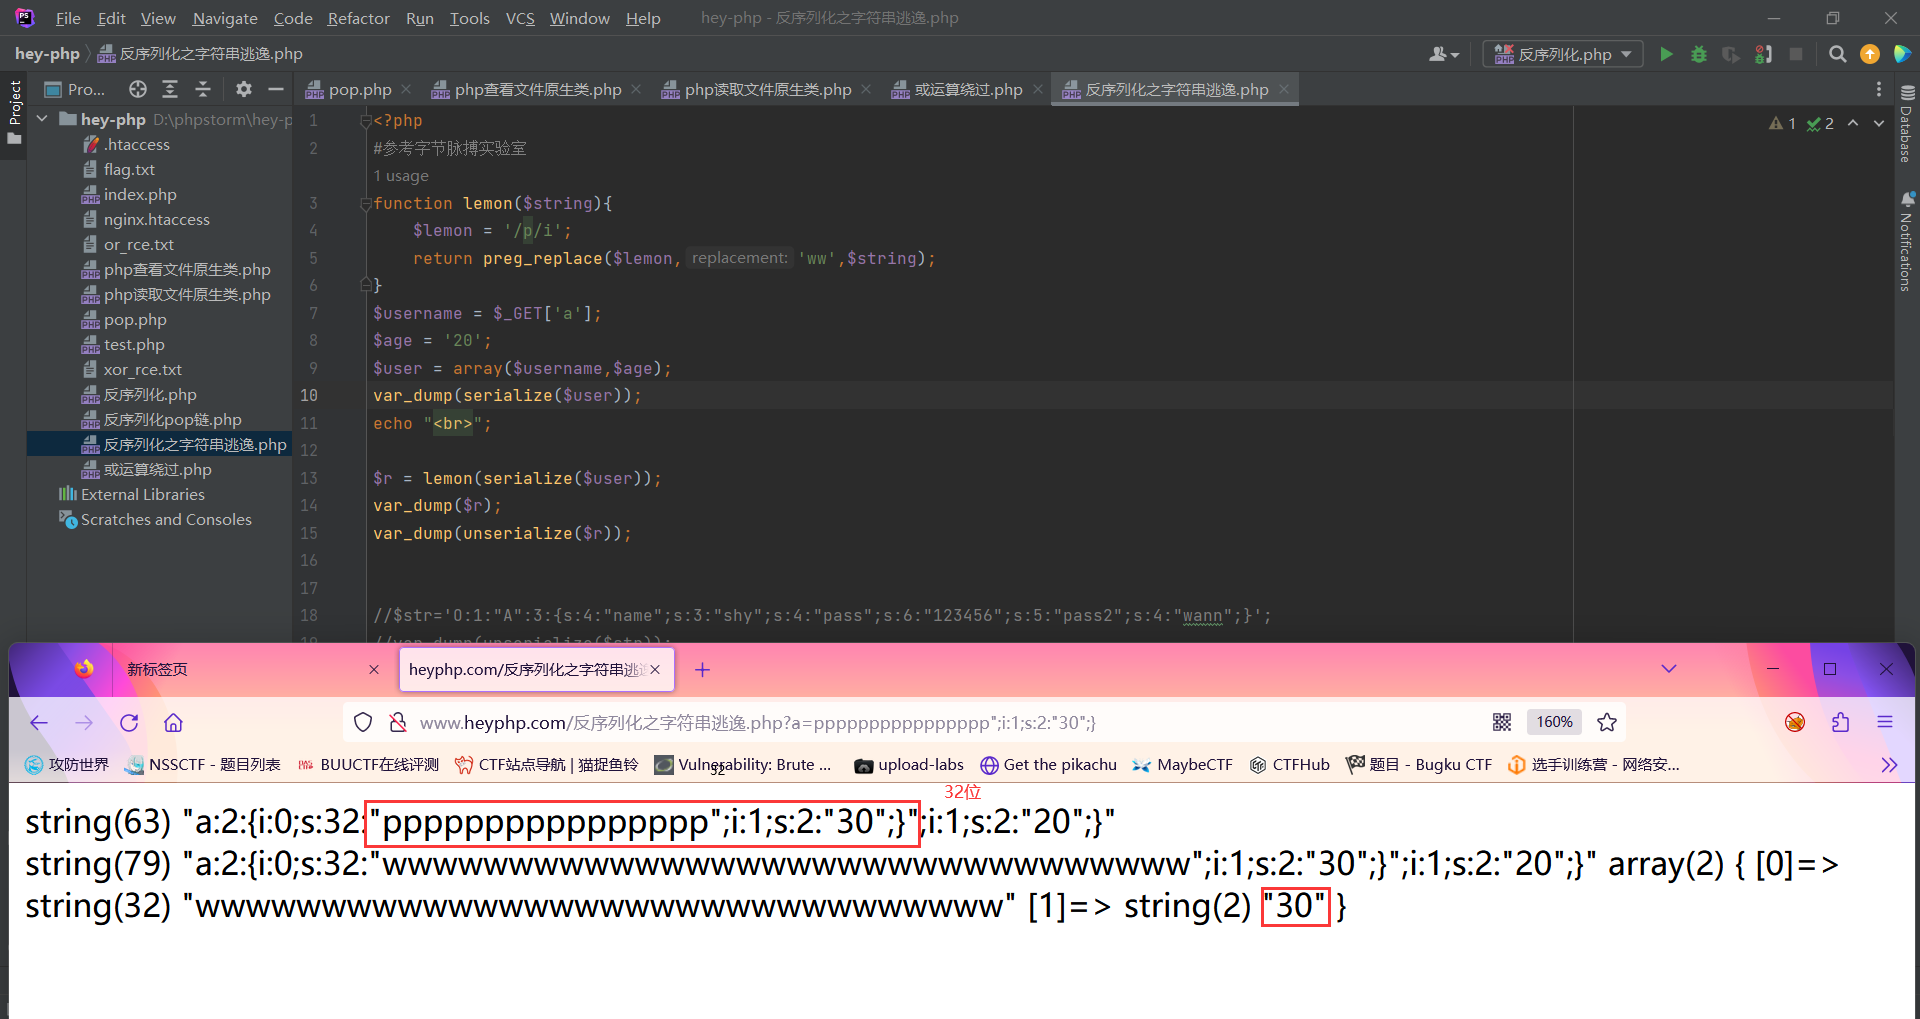 File Edit View Navigate Code Refactor Run Tools VCS Window Help hey-php - 反序列化之字符串逃逸.php
hey-php 反序列化之字符串逃逸.php 反序列化.php
Project
Pro... pop.php php查看文件原生类.php php读取文件原生类.php 或运算绕过.php 反序列化之字符串逃逸.php
hey-php D:\phpstorm\hey-p
.htaccess
flag.txt
index.php
nginx.htaccess
or_rce.txt
php查看文件原生类.php
php读取文件原生类.php
pop.php
test.php
xor_rce.txt
反序列化.php
反序列化pop链.php
反序列化之字符串逃逸.php
或运算绕过.php
External Libraries
Scratches and Consoles
1 <?php
2 #参考字节脉搏实验室
1 usage
3 function lemon($string){
4 $lemon = '/p/i';
5 return preg_replace($lemon, replacement: 'ww',$string);
6 }
7 $username = $_GET['a'];
8 $age = '20';
9 $user = array($username,$age);
10 var_dump(serialize($user));
11 echo "<br>";
12
13 $r = lemon(serialize($user));
14 var_dump($r);
15 var_dump(unserialize($r));
16
17
18 //$str='O:1:"A":3:{s:4:"name";s:3:"shy";s:4:"pass";s:6:"123456";s:5:"pass2";s:4:"wann";}';
19 //var_dump(unserialize($str));
1 2
Database
Notifications
新标签页 heyphp.com/反序列化之字符串逃逸
www.heyphp.com/反序列化之字符串逃逸.php?a=pppppppppppppppp";i:1;s:2:"30";} 160%
攻防世界 NSSCTF - 题目列表 BUUCTF在线评测 CTF站点导航 | 猫捉鱼铃 Vulnerability: Brute ... upload-labs Get the pikachu MaybeCTF CTFHub 题目 - Bugku CTF 选手训练营 - 网络安...
32
32位
string(63) "a:2:{i:0;s:32:"pppppppppppppppp";i:1;s:2:"30";}";i:1;s:2:"20";}"
string(79) "a:2:{i:0;s:32:"wwwwwwwwwwwwwwwwwwwwwwwwwwwwwwww";i:1;s:2:"30";}";i:1;s:2:"20";}" array(2) { [0]=>
string(32) "wwwwwwwwwwwwwwwwwwwwwwwwwwwwwwww" [1]=> string(2) "30" }